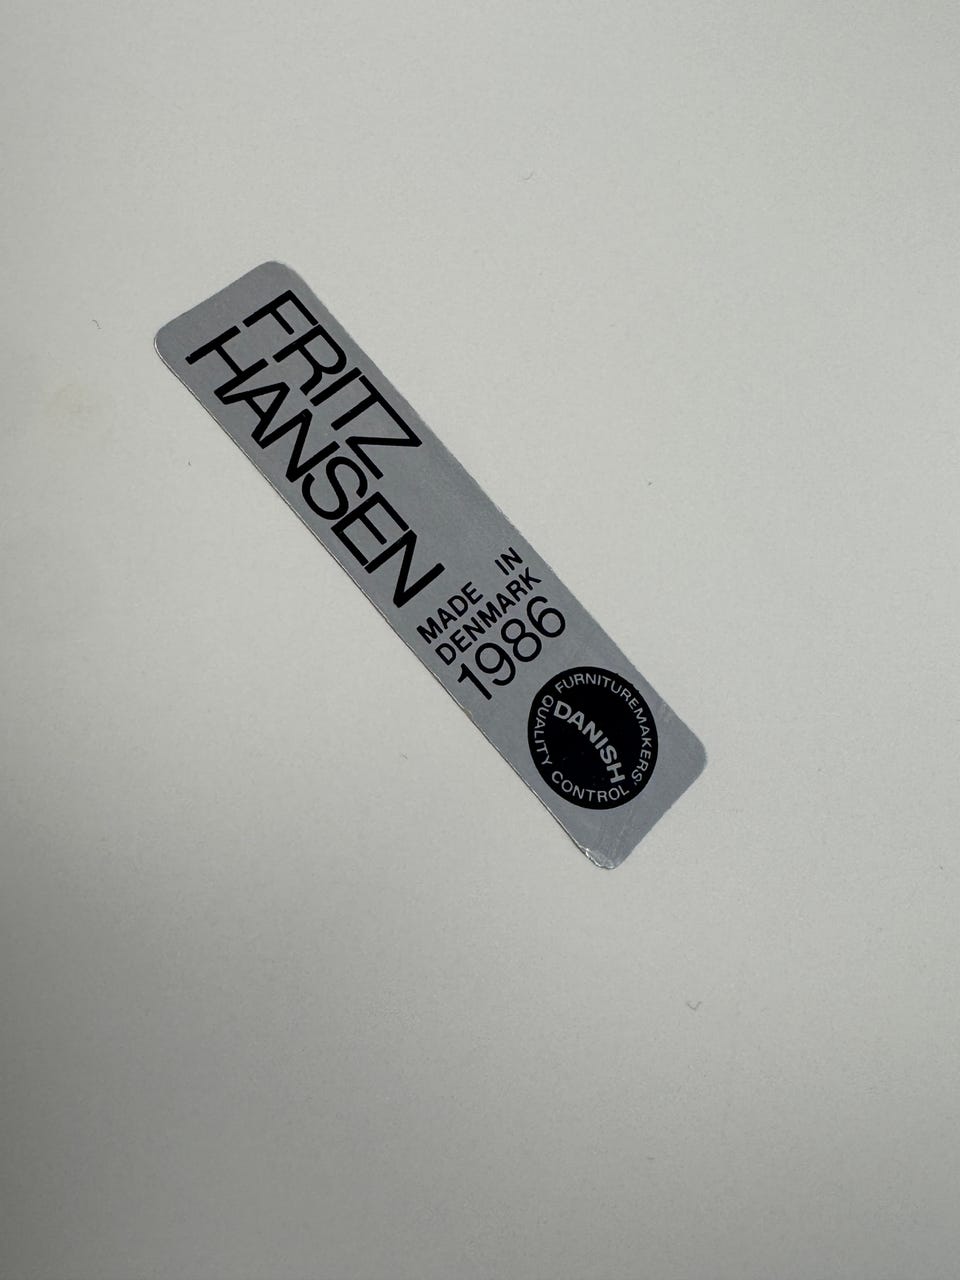 FRITZ
HANSEN
MADE IN
DENMARK
1986
FURNITUREMAKERS'
DANISH
QUALITY CONTROL